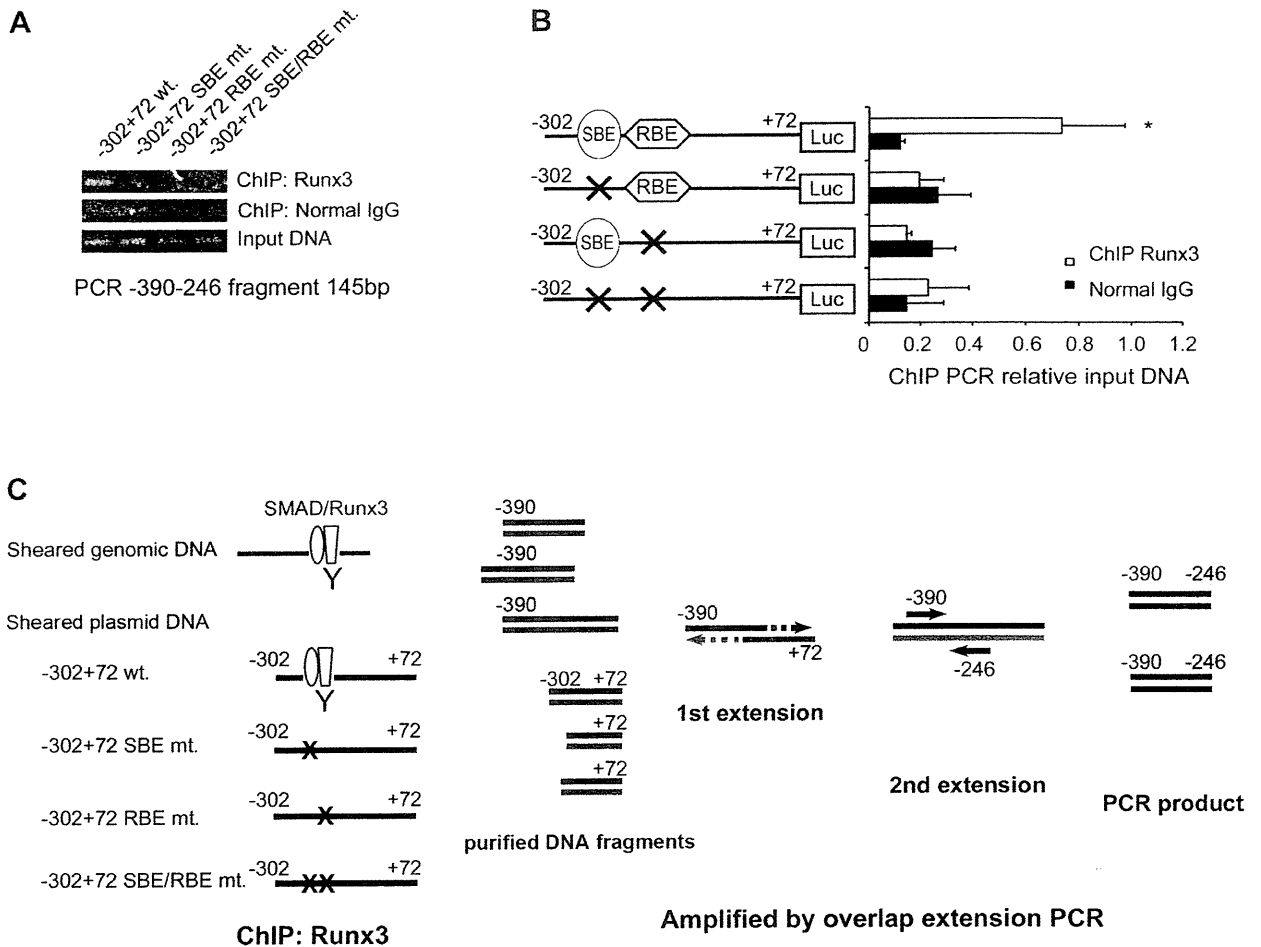 A
-302+72 wt.
-302+72 SBE mt.
-302+72 RBE mt.
-302+72 SBE/RBE mt.
ChIP: Runx3
ChIP: Normal IgG
Input DNA
PCR -390-246 fragment 145bp
B
-302 SBE RBE +72 Luc
*
-302 RBE +72 Luc
-302 SBE +72 Luc
-302 +72 Luc
ChIP Runx3
Normal IgG
0 0.2 0.4 0.6 0.8 1.0 1.2
ChIP PCR relative input DNA
C
SMAD/Runx3
Sheared genomic DNA
Y
Sheared plasmid DNA
-302+72 wt.
-302 +72
Y
-302+72 SBE mt.
-302 +72
X
-302+72 RBE mt.
-302 +72
X
-302+72 SBE/RBE mt.
-302 +72
XX
ChIP: Runx3
-390
-390
-390
-302 +72
+72
+72
purified DNA fragments
-390
+72
1st extension
-390
-246
2nd extension
-390 -246
-390 -246
PCR product
Amplified by overlap extension PCR